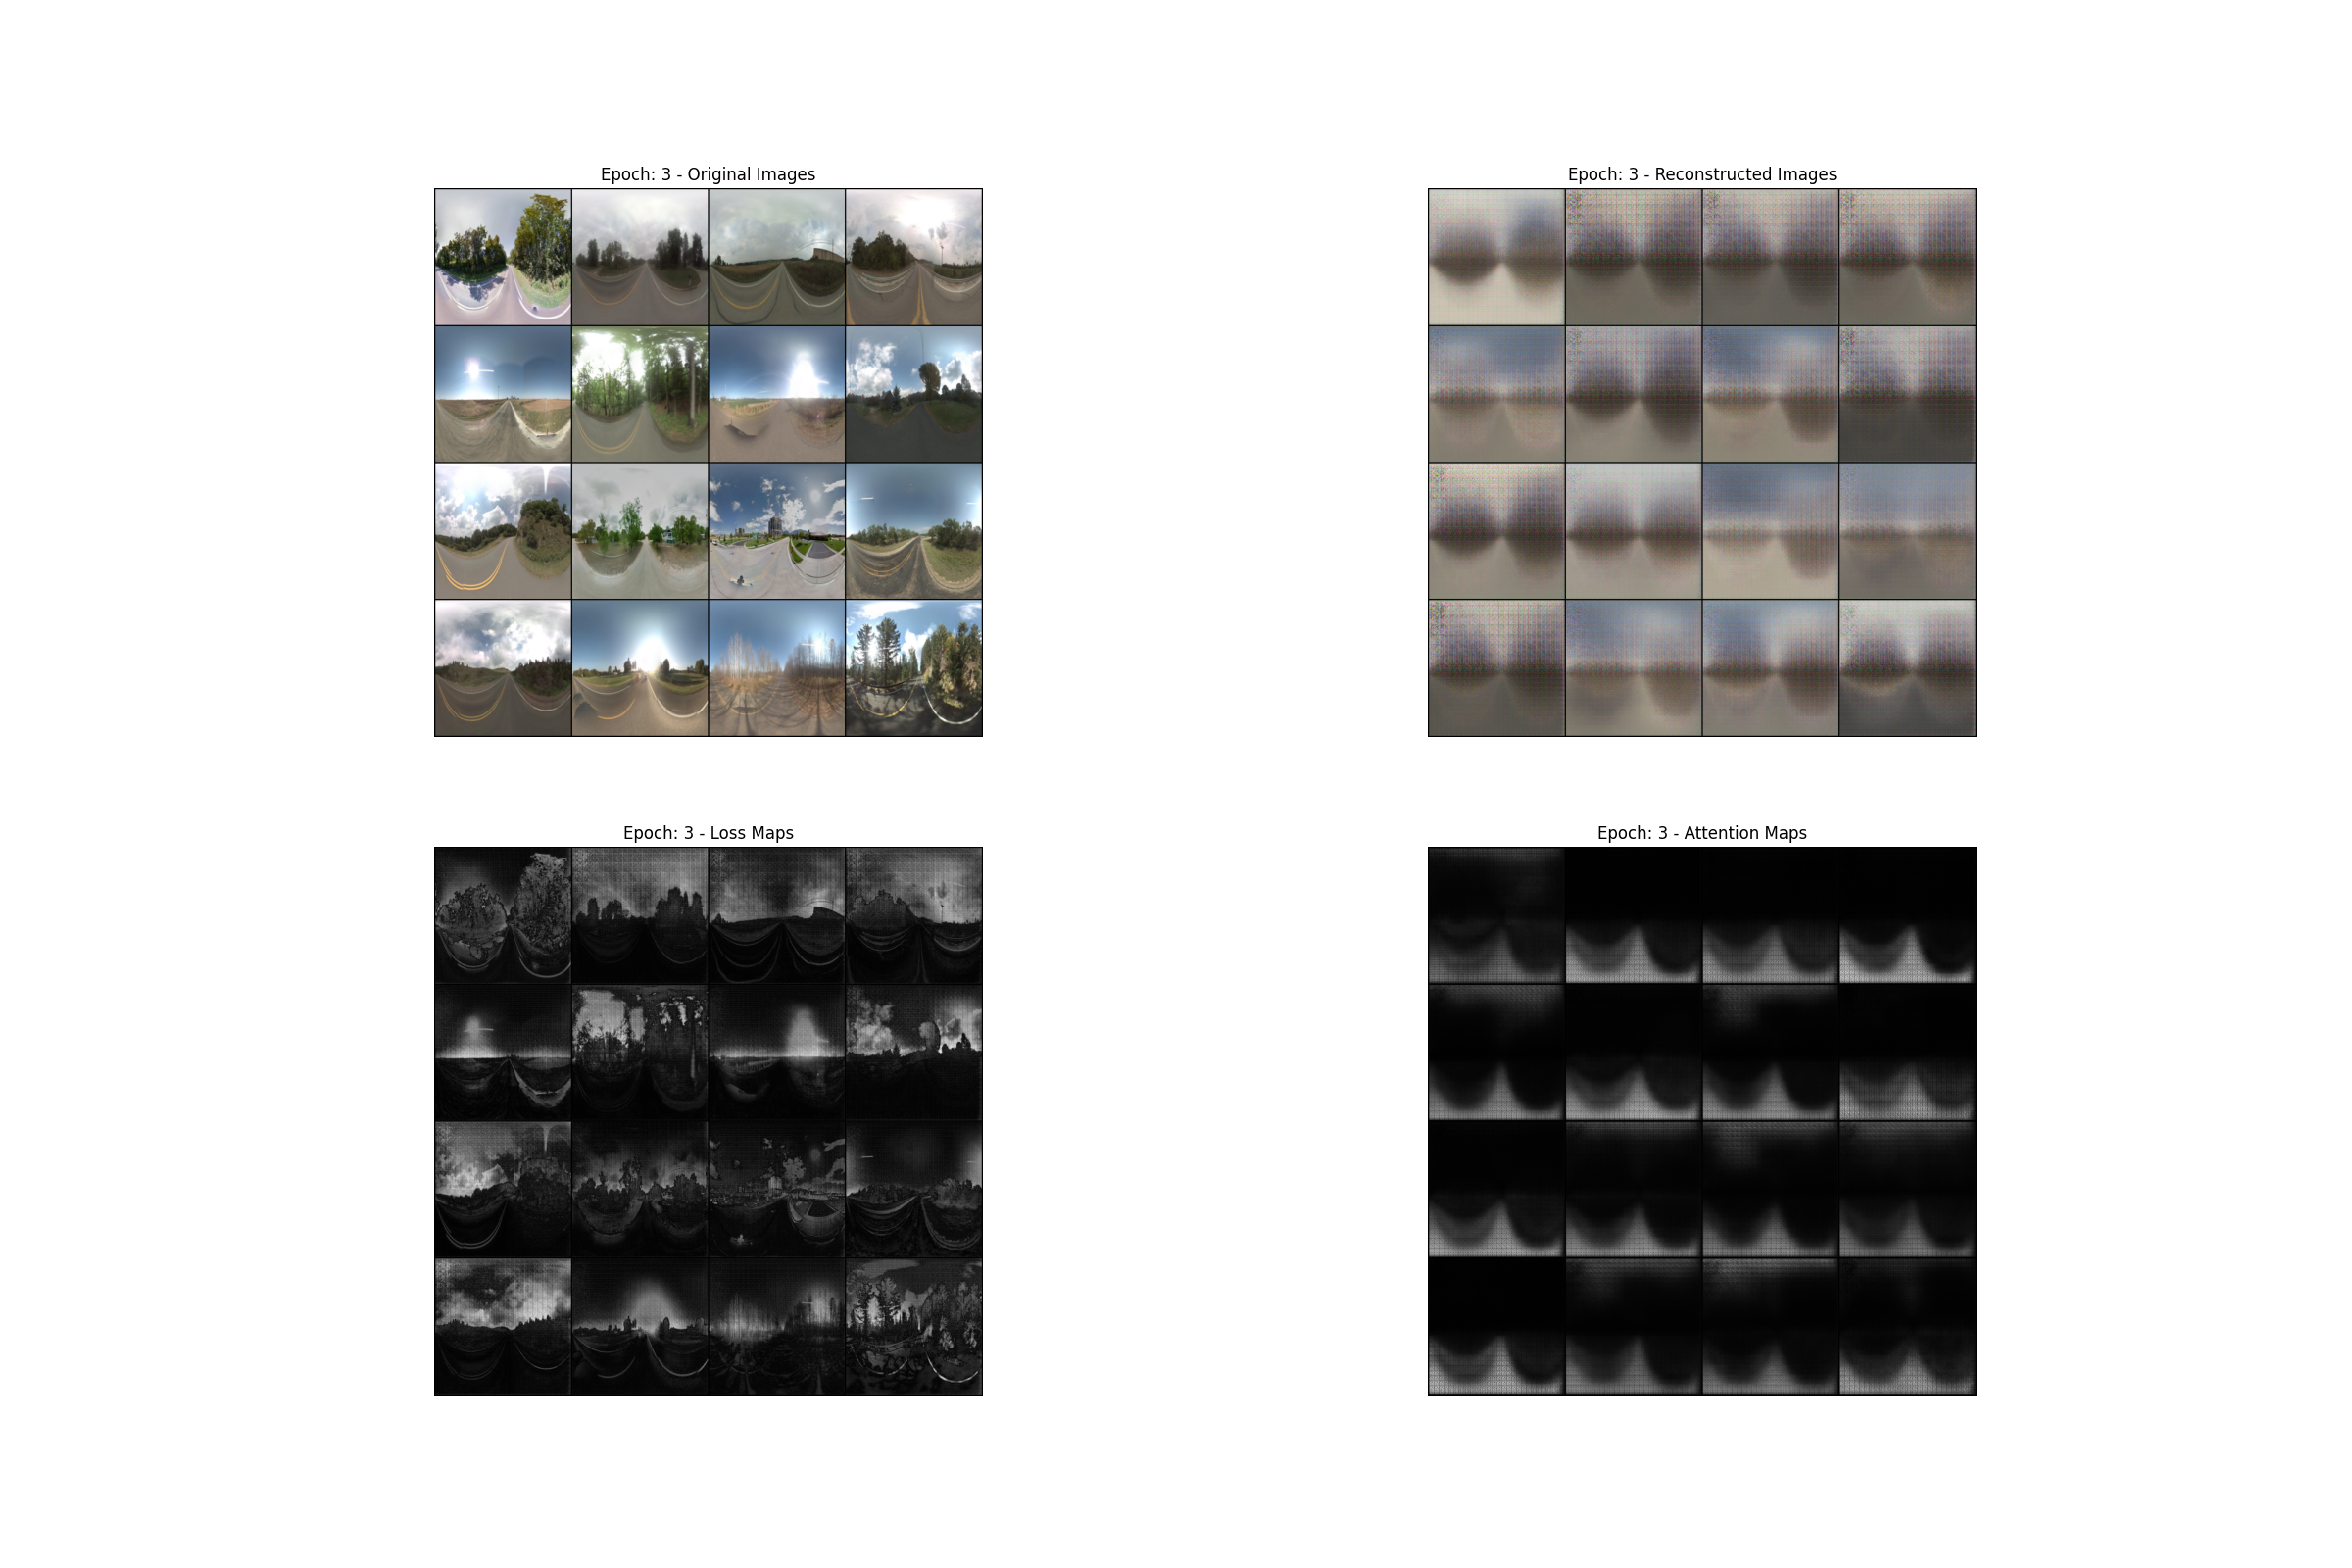 Epoch: 3 - Original Images
Epoch: 3 - Reconstructed Images
Epoch: 3 - Loss Maps
Epoch: 3 - Attention Maps